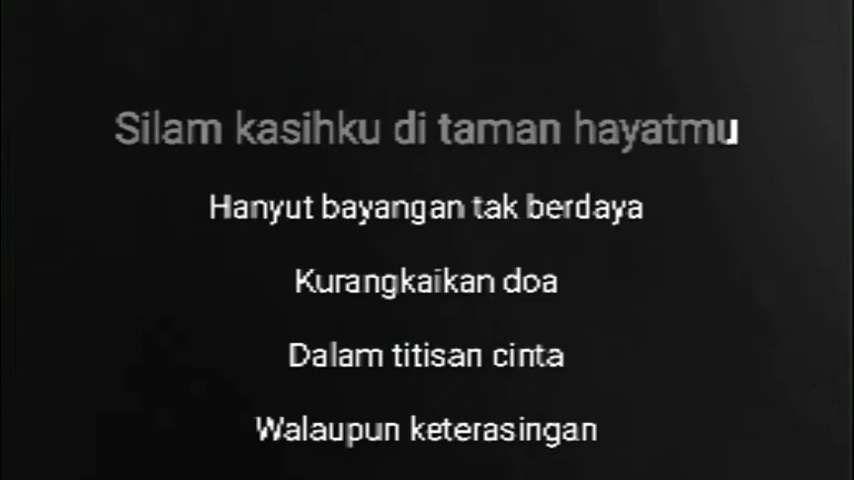 Silam kasihku di taman hayatmu
Hanyut bayangan tak berdaya
Kurangkaikan doa
Dalam titisan cinta
Walaupun keterasingan